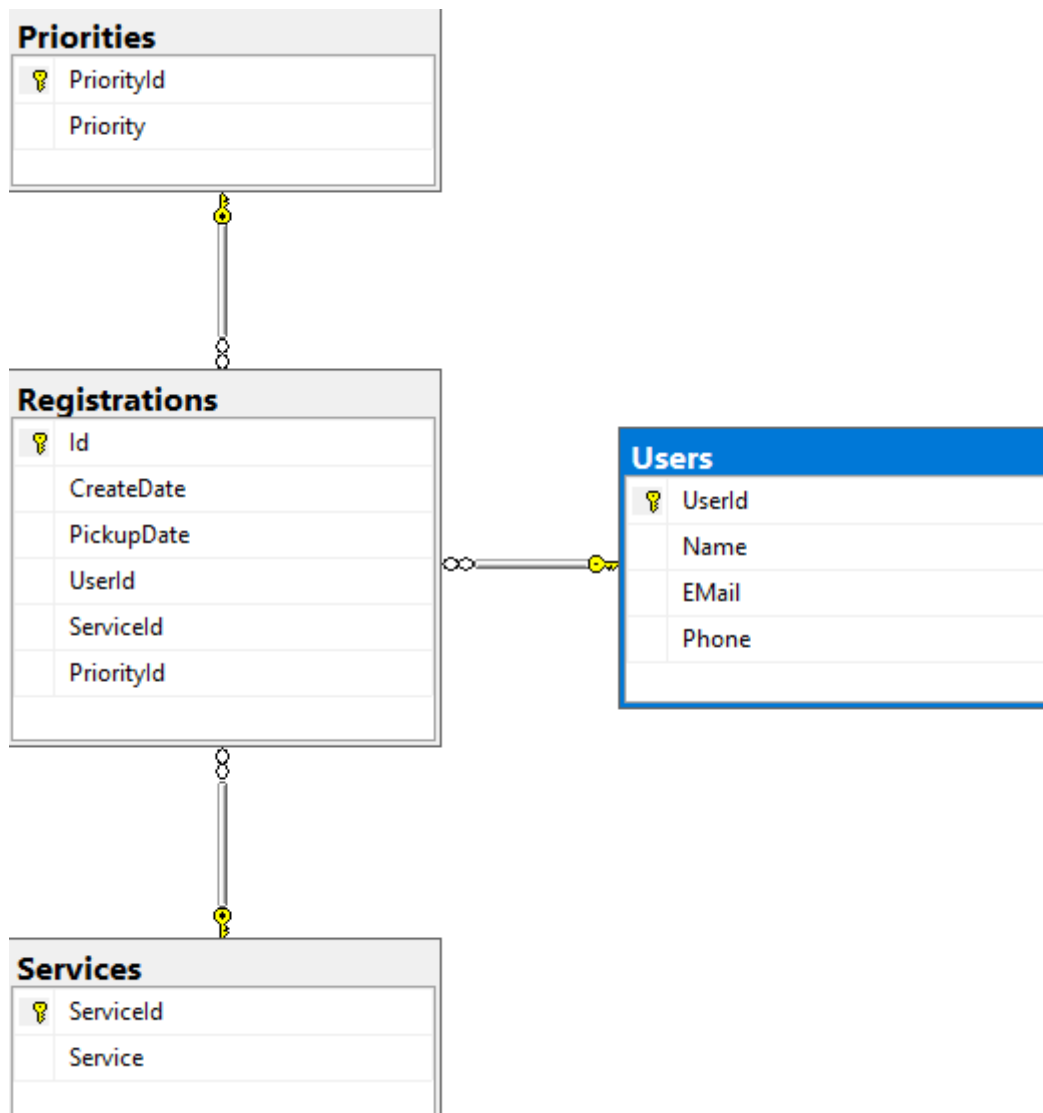 Priorities
PriorityId
Priority
Registrations
Id
CreateDate
PickupDate
UserId
ServiceId
PriorityId
Users
UserId
Name
EMail
Phone
Services
ServiceId
Service